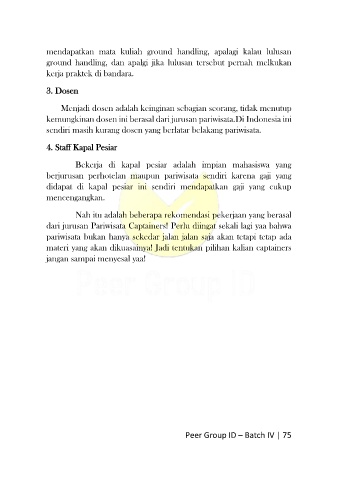 mendapatkan mata kuliah ground handling, apalagi kalau lulusan
ground handling, dan apalgi jika lulusan tersebut pernah melkukan
kerja praktek di bandara.
3. Dosen
Menjadi dosen adalah keinginan sebagian seorang, tidak menutup
kemungkinan dosen ini berasal dari jurusan pariwisata.Di Indonesia ini
sendiri masih kurang dosen yang berlatar belakang pariwisata.
4. Staff Kapal Pesiar
Bekerja di kapal pesiar adalah impian mahasiswa yang
berjurusan perhotelan maupun pariwisata sendiri karena gaji yang
didapat di kapal pesiar ini sendiri mendapatkan gaji yang cukup
mencengangkan.
Nah itu adalah beberapa rekomendasi pekerjaan yang berasal
dari jurusan Pariwisata Captainers! Perlu diingat sekali lagi yaa bahwa
pariwisata bukan hanya sekedar jalan jalan saja akan tetapi tetap ada
materi yang akan dikuasainya! Jadi tentukan pilihan kalian captainers
jangan sampai menyesal yaa!
Peer Group ID
Peer Group ID – Batch IV | 75